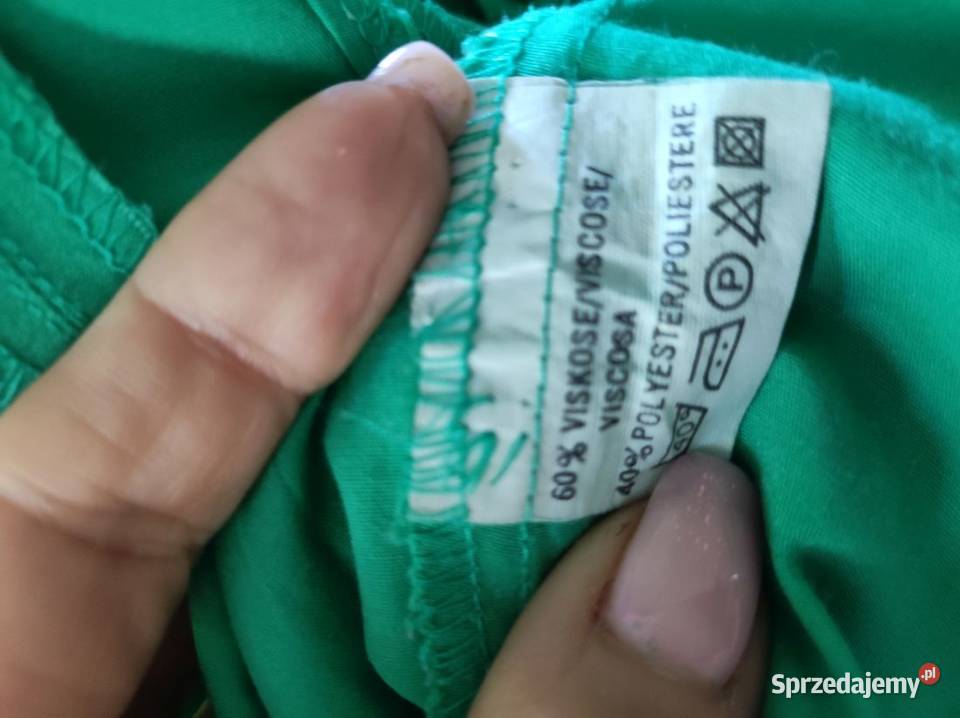 60% VISKOSE/VISCOSE/
VISCOSA
40% POLYESTER/POLIESTERE
P
Sprzedajemy.pl